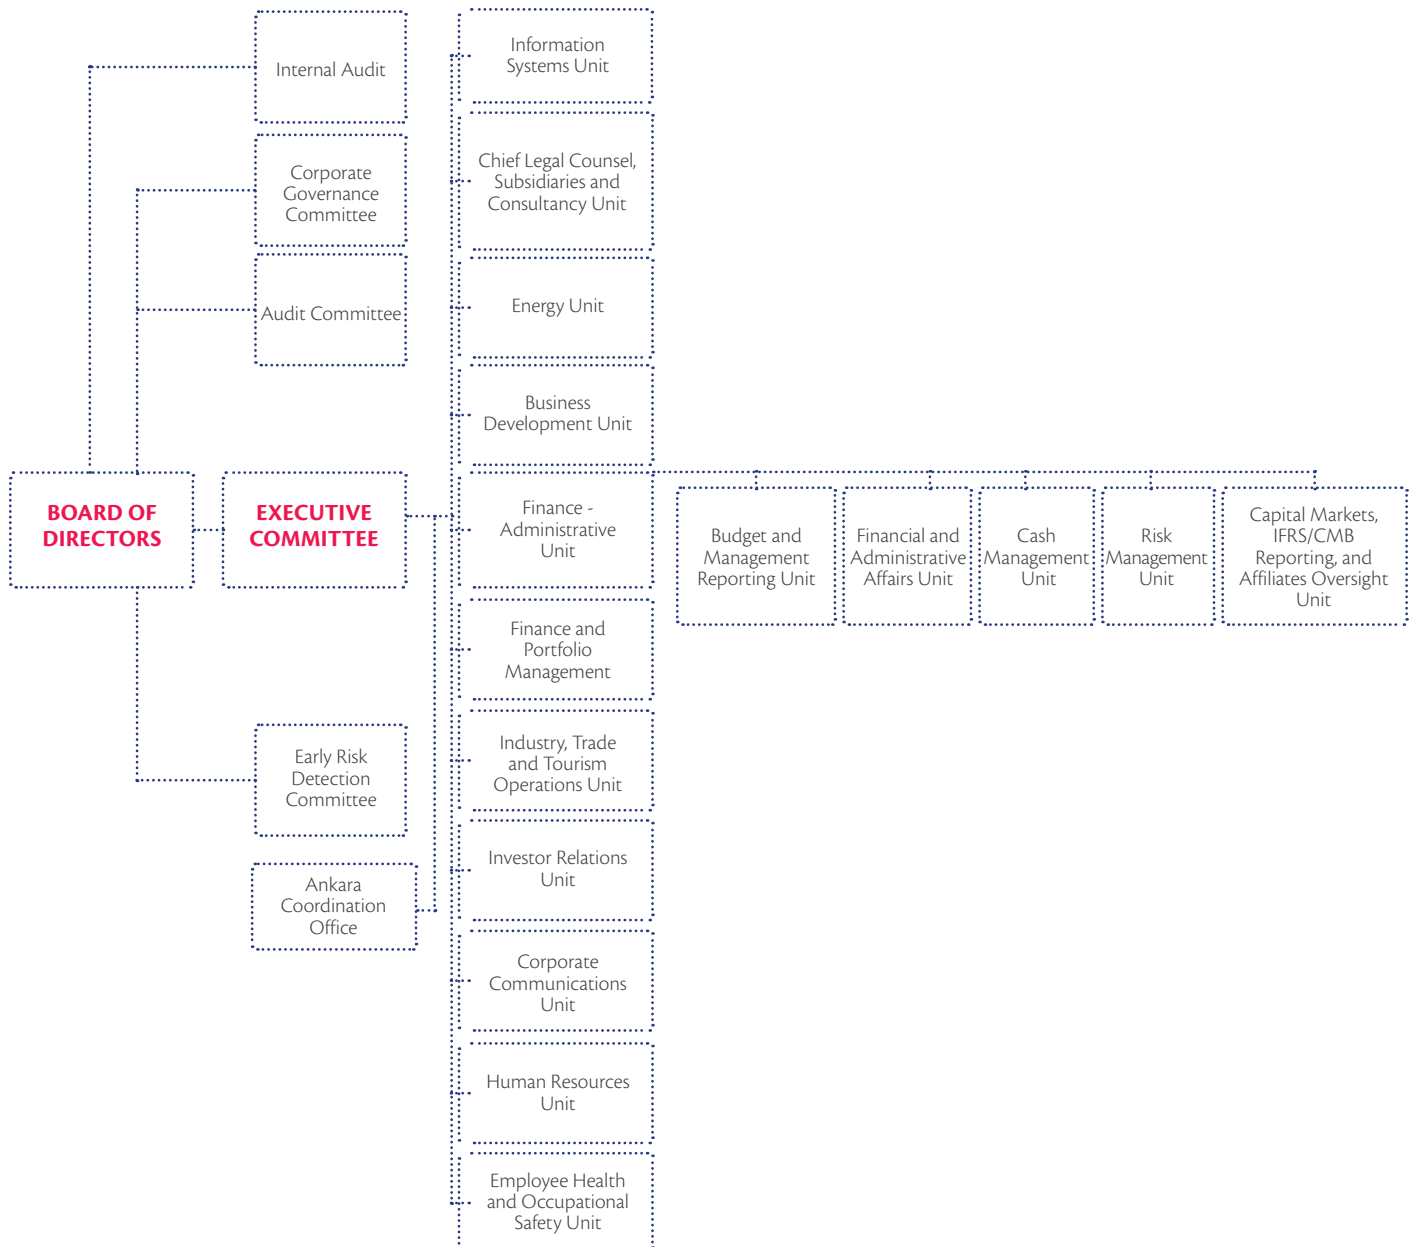 Internal Audit
Corporate
Governance
Committee
Audit Committee
BOARD OF
DIRECTORS
EXECUTIVE
COMMITTEE
Early Risk
Detection
Committee
Ankara
Coordination
Office
Information
Systems Unit
Chief Legal Counsel,
Subsidiaries and
Consultancy Unit
Energy Unit
Business
Development Unit
Finance -
Administrative
Unit
Finance and
Portfolio
Management
Industry, Trade
and Tourism
Operations Unit
Investor Relations
Unit
Corporate
Communications
Unit
Human Resources
Unit
Employee Health
and Occupational
Safety Unit
Budget and
Management
Reporting Unit
Financial and
Administrative
Affairs Unit
Cash
Management
Unit
Risk
Management
Unit
Capital Markets,
IFRS/CMB
Reporting, and
Affiliates Oversight
Unit